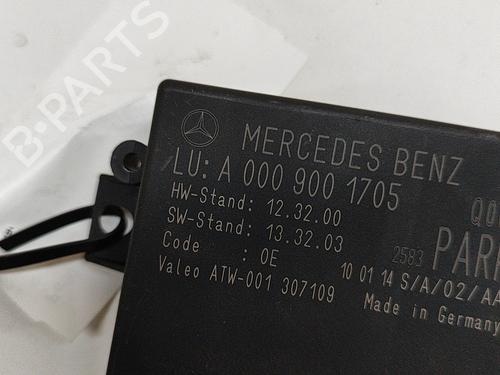 B-PARTS
MERCEDES BENZ
LU: A 000 900 1705
HW-Stand: 12.32.00
SW-Stand: 13.32.03
Code : 0E
2583
Valeo ATW-001 307109
10 01 14 S/A/02/AA
Made in Germany